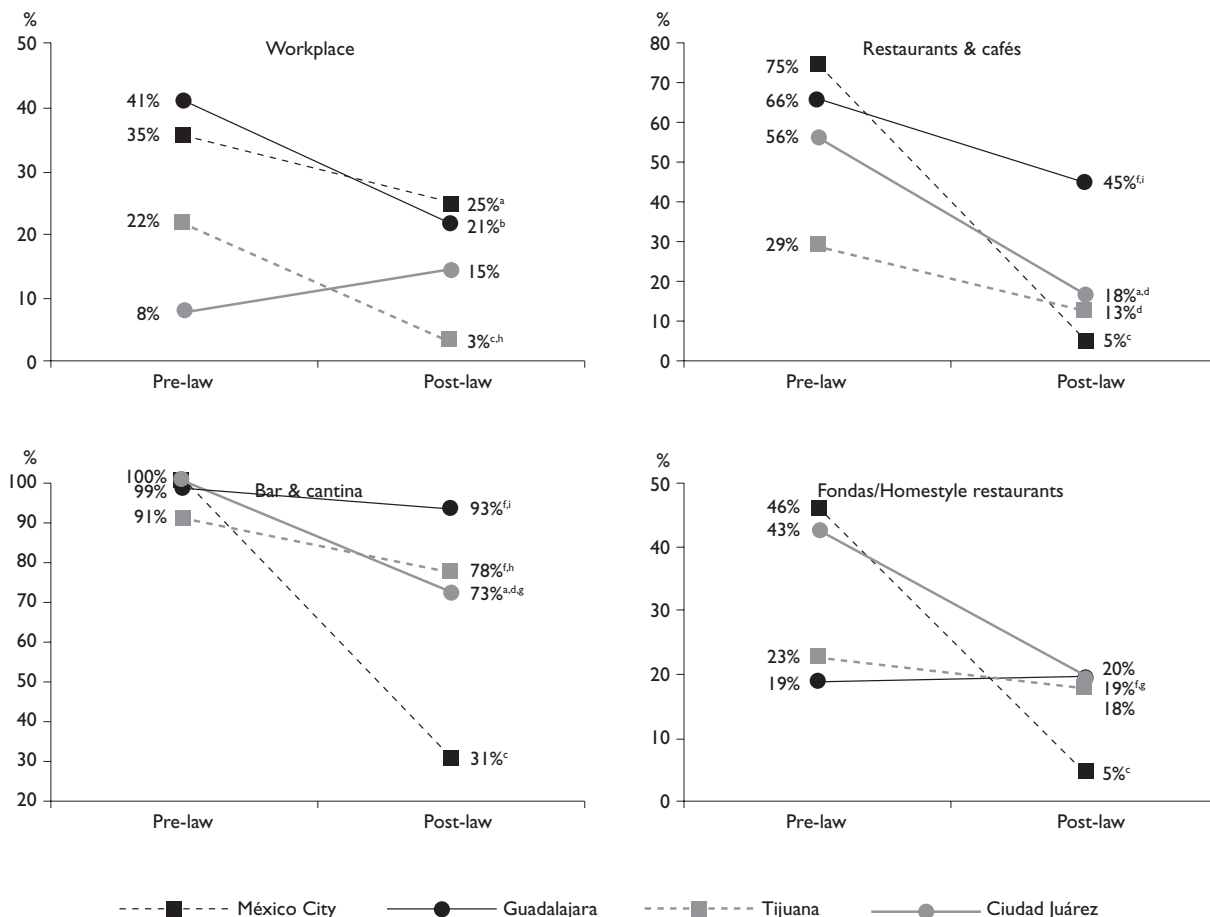 %
50
Workplace
41%
40
35%
30
25%ᵃ
22%
21%ᵇ
20
15%
10
8%
3%ᶜ,ʰ
0
Pre-law
Post-law
%
80
Restaurants & cafés
75%
70
66%
60
56%
50
45%ᶠ,ⁱ
40
30
29%
20
18%ᵃ,ᵈ
13%ᵈ
10
5%ᶜ
0
Pre-law
Post-law
%
100
100%
99%
Bar & cantina
93%ᶠ,ⁱ
90
91%
80
78%ᶠ,ʰ
73%ᵃ,ᵈ,ᵍ
70
60
50
40
30
31%ᶜ
20
Pre-law
Post-law
%
50
Fondas/Homestyle restaurants
46%
43%
40
30
23%
20
20%
19%
19%ᶠ,ᵍ
18%
10
5%ᶜ
0
Pre-law
Post-law
México City
Guadalajara
Tijuana
Ciudad Juárez